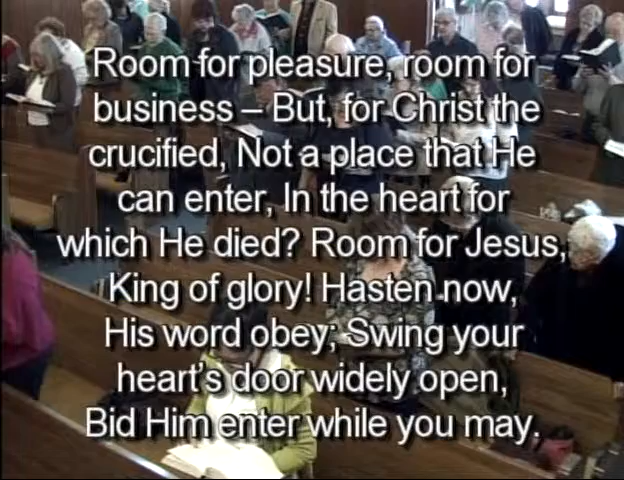 Room for pleasure, room for
business – But, for Christ the
crucified, Not a place that He
can enter, In the heart for
which He died? Room for Jesus,
King of glory! Hasten now,
His word obey; Swing your
heart's door widely open,
Bid Him enter while you may.